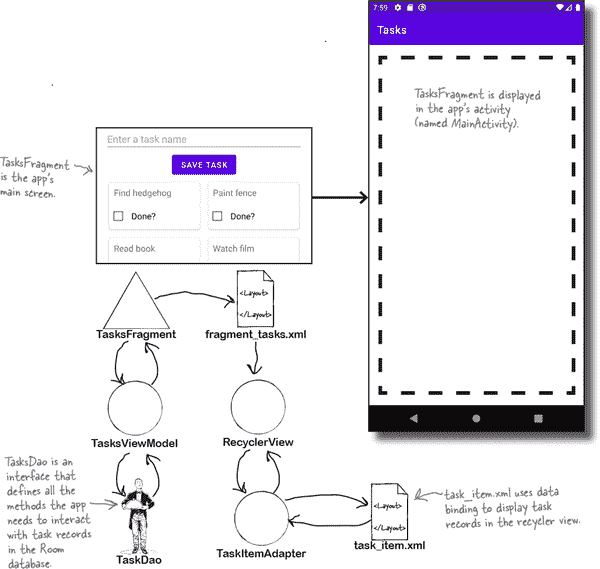 7:59
Tasks
TasksFragment is displayed
in the app's activity
(named MainActivity).
Enter a task name
SAVE TASK
Find hedgehog
Paint fence
Done?
Done?
Read book
Watch film
TasksFragment
is the app's
main screen.
<Layout>
</Layout>
TasksFragment
fragment_tasks.xml
TasksViewModel
RecyclerView
TasksDao is an
interface that
defines all the
methods the app
needs to interact
with task records
in the Room
database.
<Layout>
</Layout>
task_item.xml uses data
binding to display task
records in the recycler view.
TaskDao
TaskItemAdapter
task_item.xml